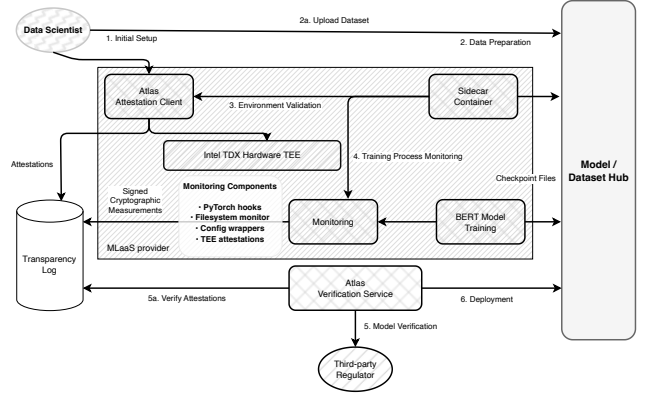 2a. Upload Dataset
Data Scientist
1. Initial Setup
2. Data Preparation
Atlas
Attestation Client
3. Environment Validation
Sidecar
Container
Intel TDX Hardware TEE
4. Training Process Monitoring
Attestations
Model /
Dataset Hub
Checkpoint Files
Signed
Cryptographic
Measurements
Monitoring Components
• PyTorch hooks
• Filesystem monitor
• Config wrappers
• TEE attestations
Monitoring
BERT Model
Training
MLaaS provider
Transparency
Log
Atlas
Verification Service
5a. Verify Attestations
6. Deployment
5. Model Verification
Third-party
Regulator